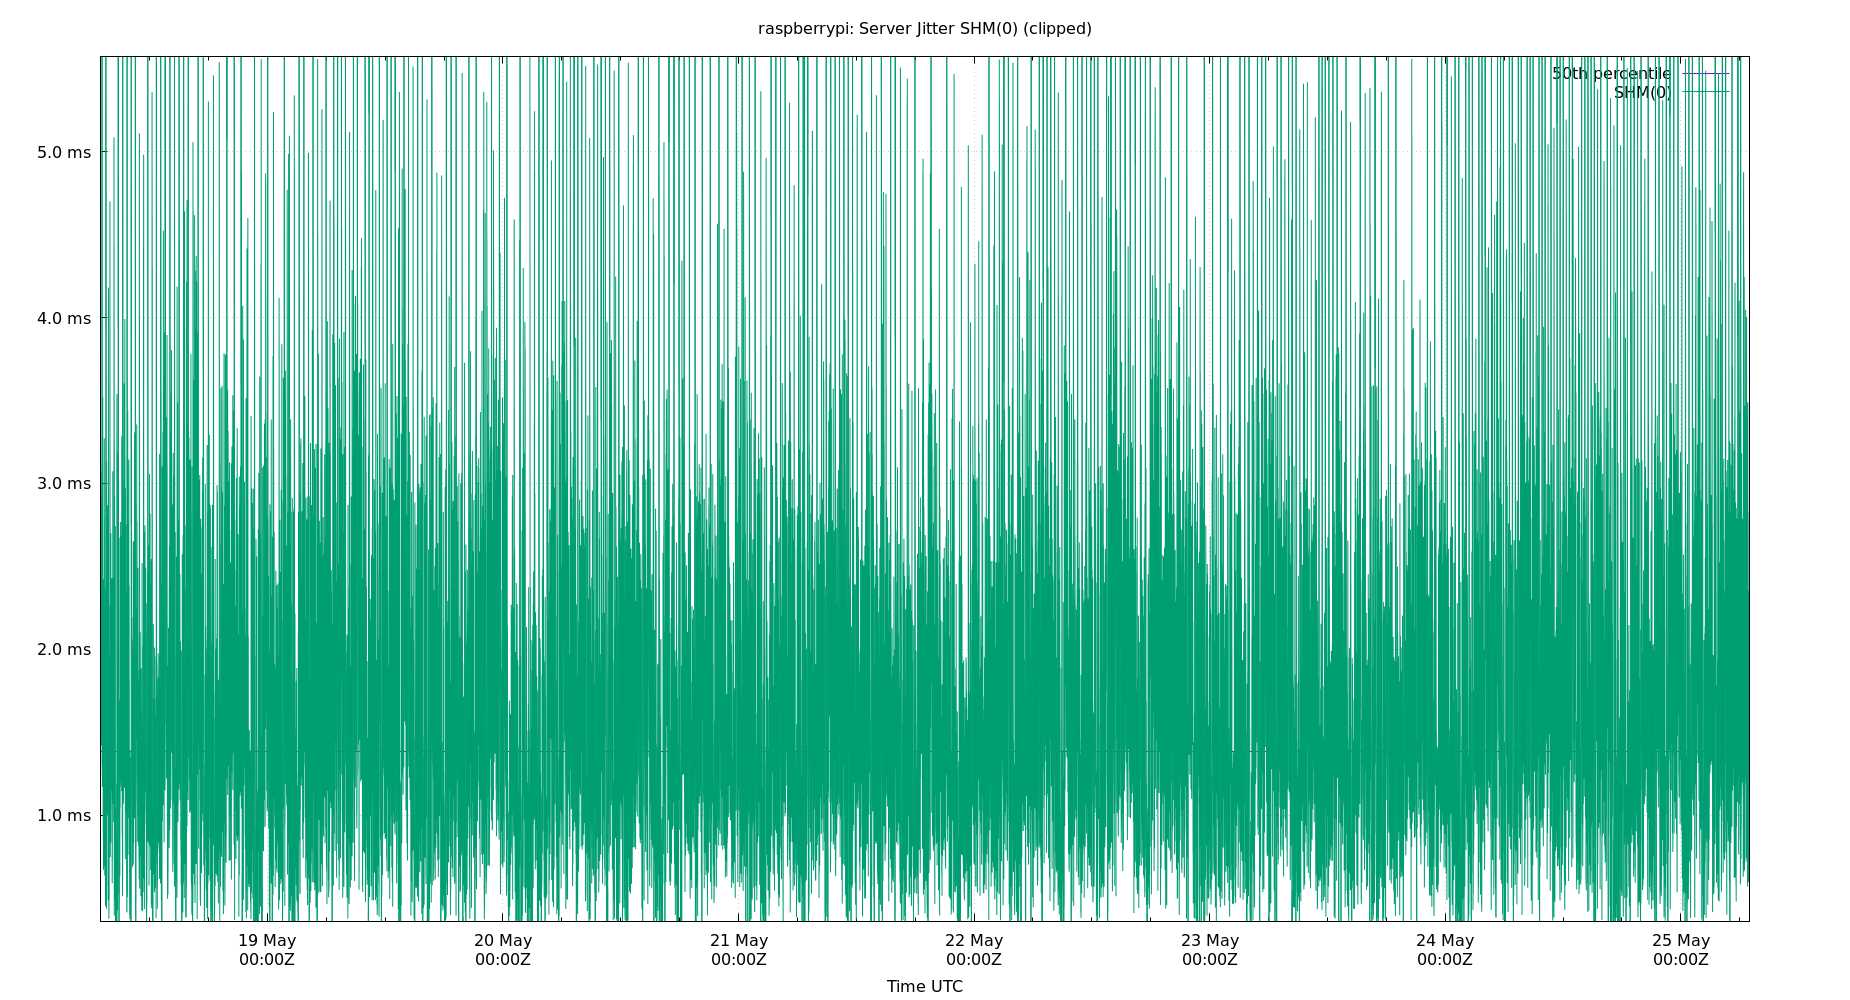 raspberrypi: Server Jitter SHM(0) (clipped)
50th percentile
SHM(0)
5.0 ms
4.0 ms
3.0 ms
2.0 ms
1.0 ms
19 May 20 May 21 May 22 May 23 May 24 May 25 May
00:00Z 00:00Z 00:00Z 00:00Z 00:00Z 00:00Z 00:00Z
Time UTC